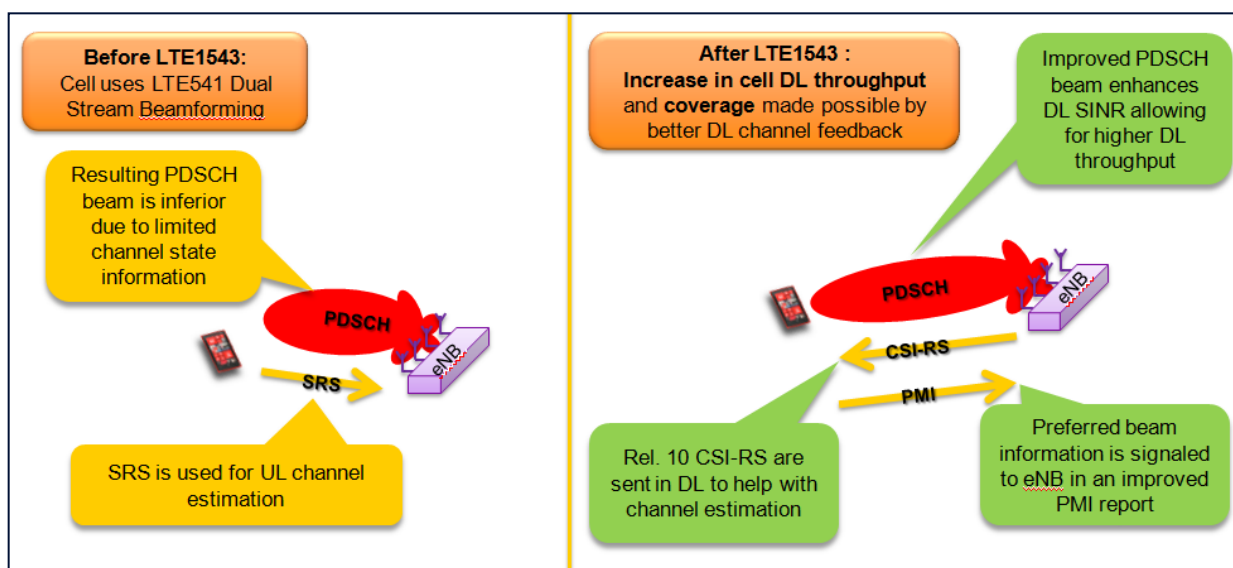 Before LTE1543:
Cell uses LTE541 Dual
Stream Beamforming
Resulting PDSCH
beam is inferior
due to limited
channel state
information
PDSCH
eNB
SRS
SRS is used for UL channel
estimation
After LTE1543 :
Increase in cell DL throughput
and coverage made possible by
better DL channel feedback
Improved PDSCH
beam enhances
DL SINR allowing
for higher DL
throughput
PDSCH
eNB
CSI-RS
PMI
Rel. 10 CSI-RS are
sent in DL to help with
channel estimation
Preferred beam
information is signaled
to eNB in an improved
PMI report